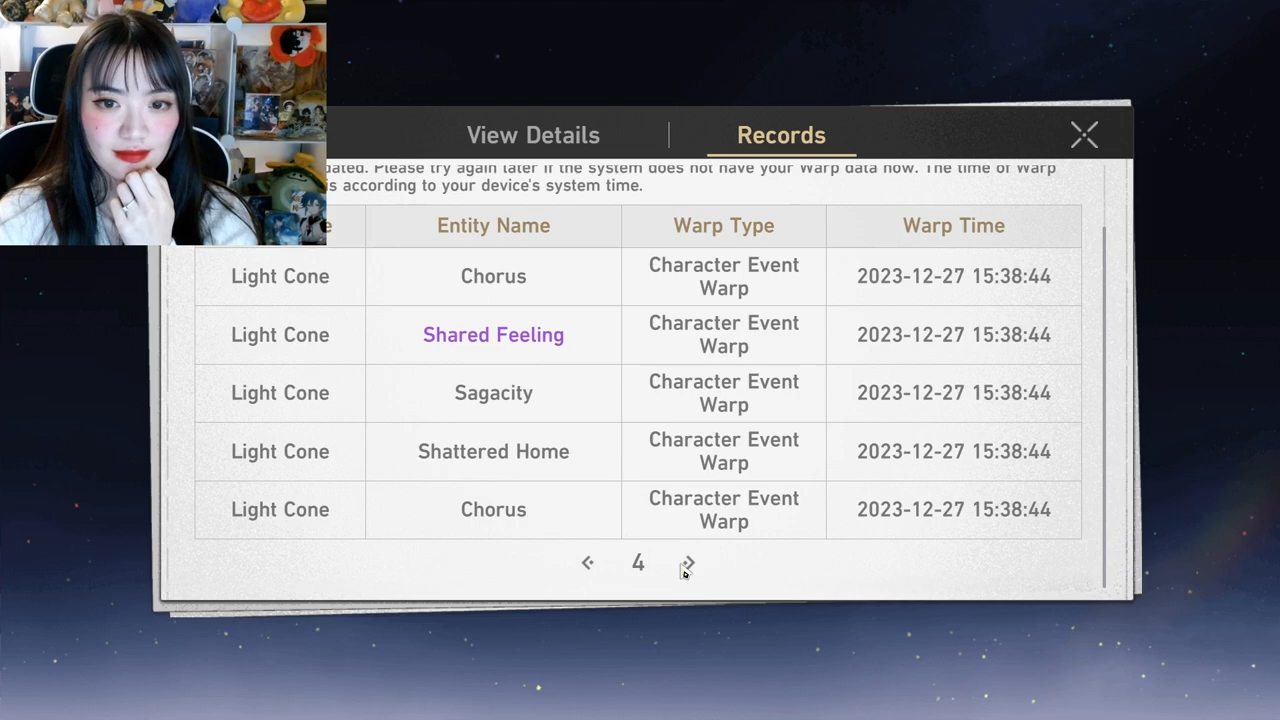 View Details
Records
dated. Please try again later if the system does not have your Warp data now. The time of Warp
is according to your device's system time.
Entity Name
Warp Type
Warp Time
Light Cone
Chorus
Character Event
Warp
2023-12-27 15:38:44
Light Cone
Shared Feeling
Character Event
Warp
2023-12-27 15:38:44
Light Cone
Sagacity
Character Event
Warp
2023-12-27 15:38:44
Light Cone
Shattered Home
Character Event
Warp
2023-12-27 15:38:44
Light Cone
Chorus
Character Event
Warp
2023-12-27 15:38:44
4